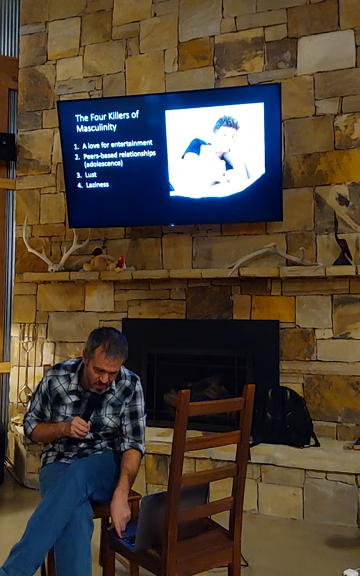 The Four Killers of
Masculinity
1. A love for entertainment
2. Peers-based relationships
(adolescence)
3. Lust
4. Laziness